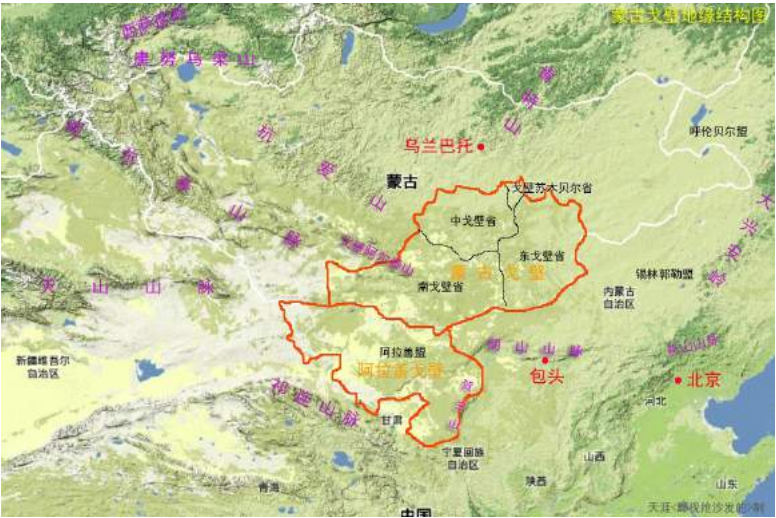 蒙古戈壁地缘结构图
西萨彦岭
唐努乌梁山
肯特山
呼伦贝尔盟
乌兰巴托
杭爱山
蒙古
戈壁苏木贝尔省
中戈壁省
阿尔泰山脉
大兴安岭
东戈壁省
蒙古戈壁
锡林郭勒盟
南戈壁省
内蒙古
自治区
天山山脉
阿拉善盟
阿拉善戈壁
阴山山脉
燕山山脉
新疆维吾尔
自治区
包头
北京
祁连山脉
贺兰山
河北
甘肃
宁夏回族
自治区
山西
青海
陕西
山东
中国